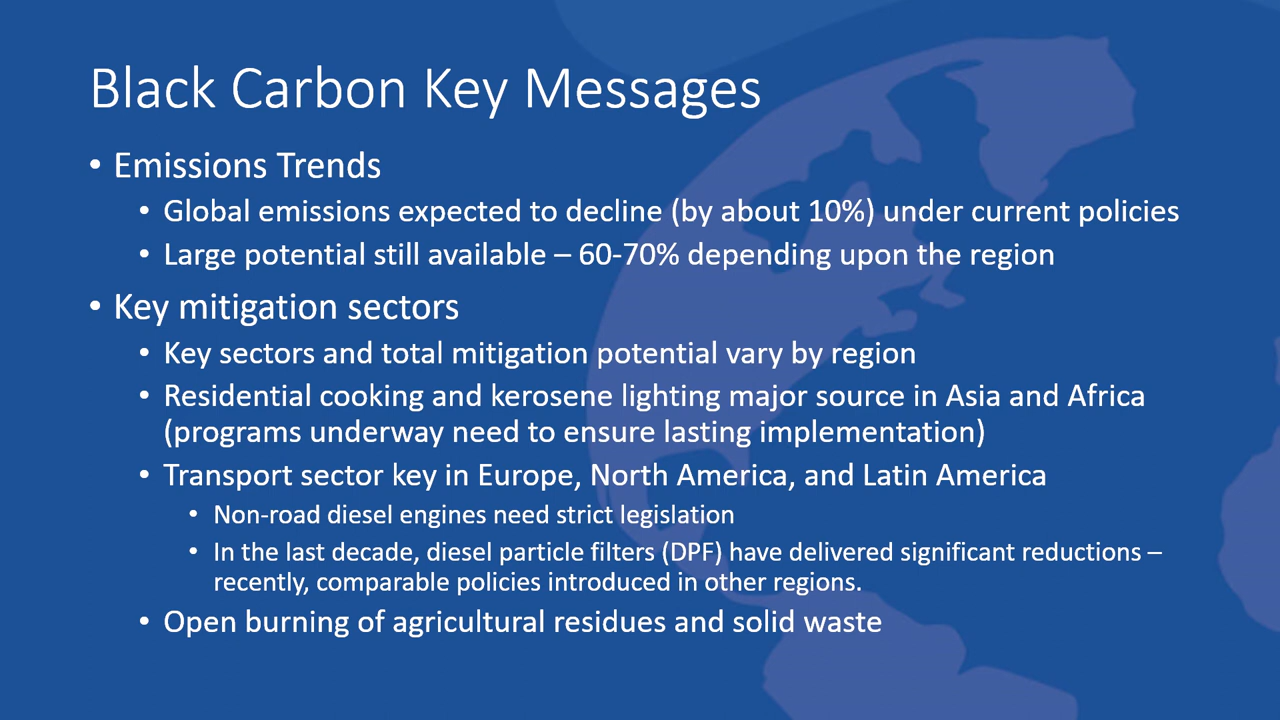 Black Carbon Key Messages
• Emissions Trends
• Global emissions expected to decline (by about 10%) under current policies
• Large potential still available – 60-70% depending upon the region
• Key mitigation sectors
• Key sectors and total mitigation potential vary by region
• Residential cooking and kerosene lighting major source in Asia and Africa
(programs underway need to ensure lasting implementation)
• Transport sector key in Europe, North America, and Latin America
• Non-road diesel engines need strict legislation
• In the last decade, diesel particle filters (DPF) have delivered significant reductions –
recently, comparable policies introduced in other regions.
• Open burning of agricultural residues and solid waste